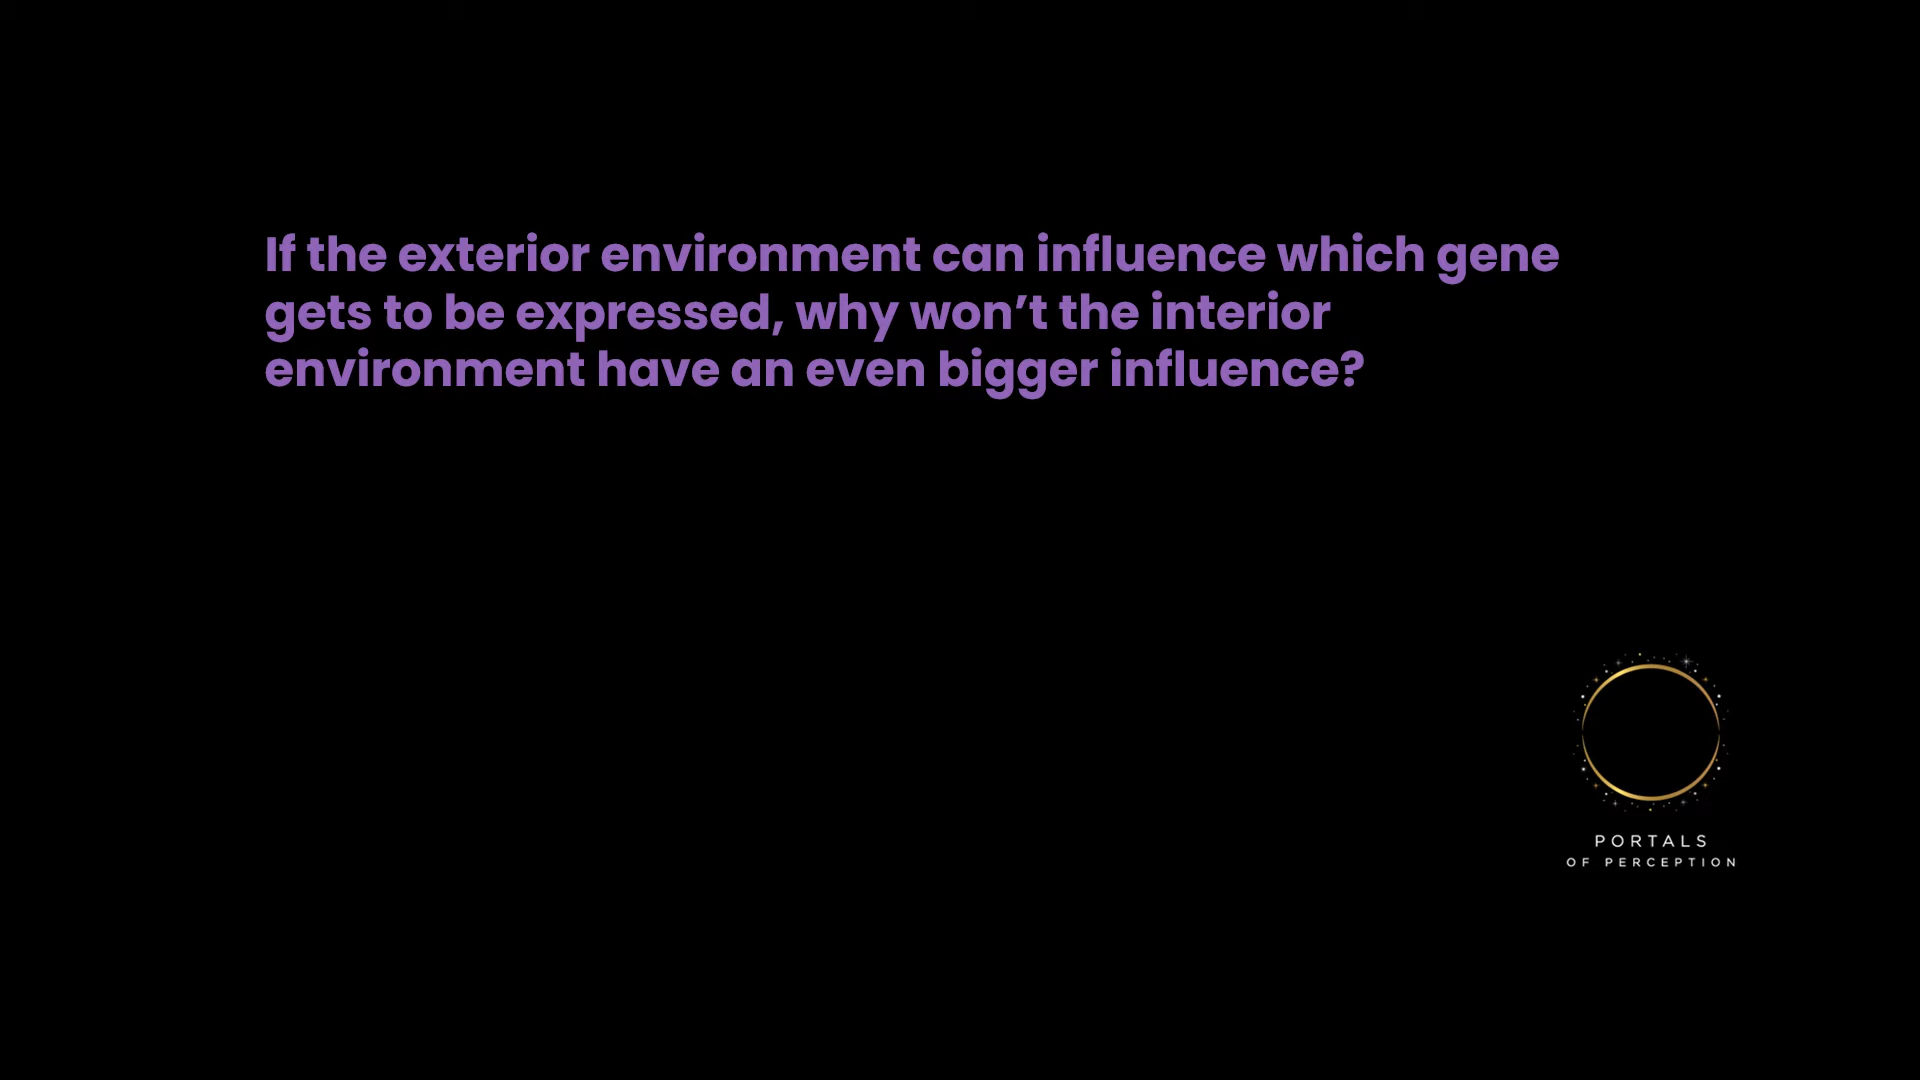 If the exterior environment can influence which gene
gets to be expressed, why won’t the interior
environment have an even bigger influence?
PORTALS
OF PERCEPTION